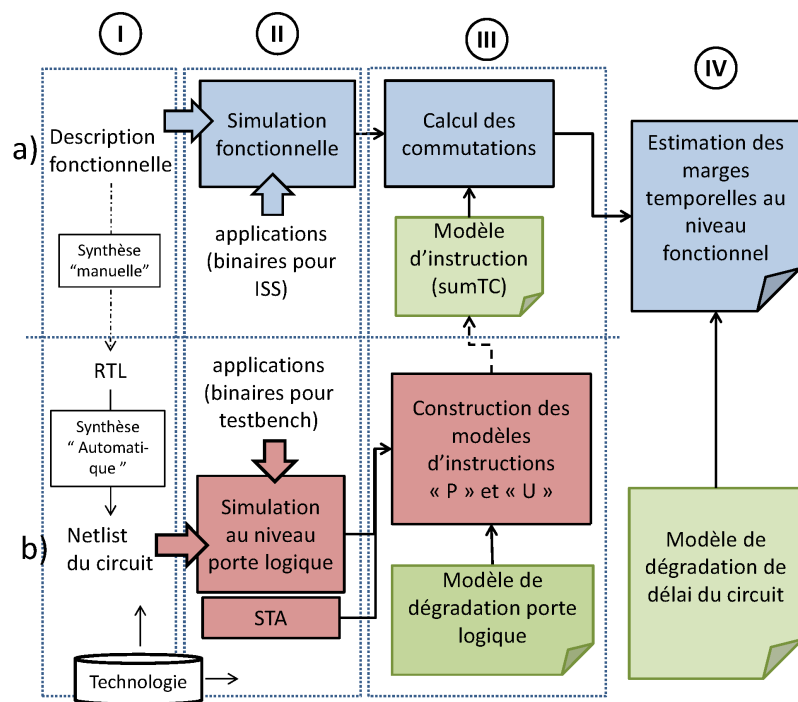 I
II
III
IV
a)
Description
fonctionnelle
Simulation
fonctionnelle
Calcul des
commutations
Estimation des
marges
temporelles au
niveau
fonctionnel
Synthèse
“manuelle”
applications
(binaires pour
ISS)
Modèle
d’instruction
(sumTC)
RTL
applications
(binaires pour
testbench)
Synthèse
“ Automati-
que ”
Construction des
modèles
d’instructions
« P » et « U »
b)
Netlist
du circuit
Simulation
au niveau
porte logique
STA
Modèle de
dégradation porte
logique
Modèle de
dégradation de
délai du circuit
Technologie